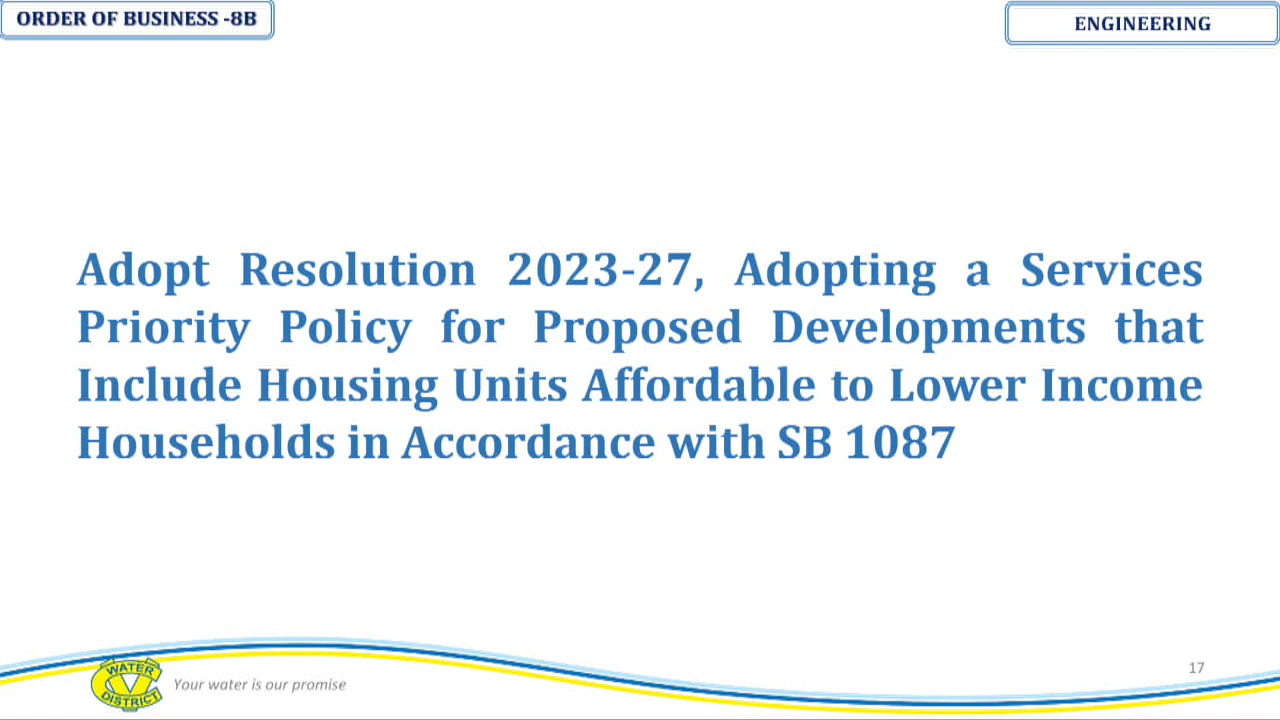 ORDER OF BUSINESS -8B
ENGINEERING
Adopt Resolution 2023-27, Adopting a Services
Priority Policy for Proposed Developments that
Include Housing Units Affordable to Lower Income
Households in Accordance with SB 1087
WATER
CV
DISTRICT
Your water is our promise
17